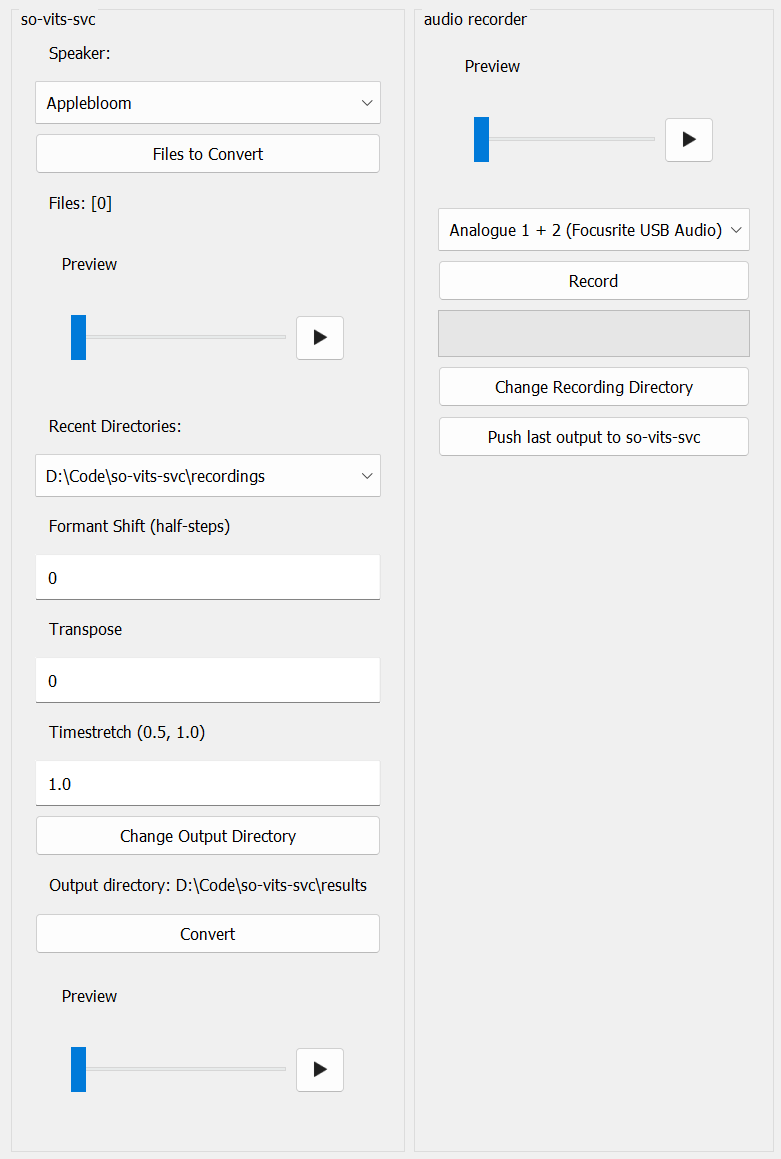 so-vits-svc
Speaker:
Applebloom
Files to Convert
Files: [0]
Preview
Recent Directories:
D:\Code\so-vits-svc\recordings
Formant Shift (half-steps)
0
Transpose
0
Timestretch (0.5, 1.0)
1.0
Change Output Directory
Output directory: D:\Code\so-vits-svc\results
Convert
Preview
audio recorder
Preview
Analogue 1 + 2 (Focusrite USB Audio)
Record
Change Recording Directory
Push last output to so-vits-svc